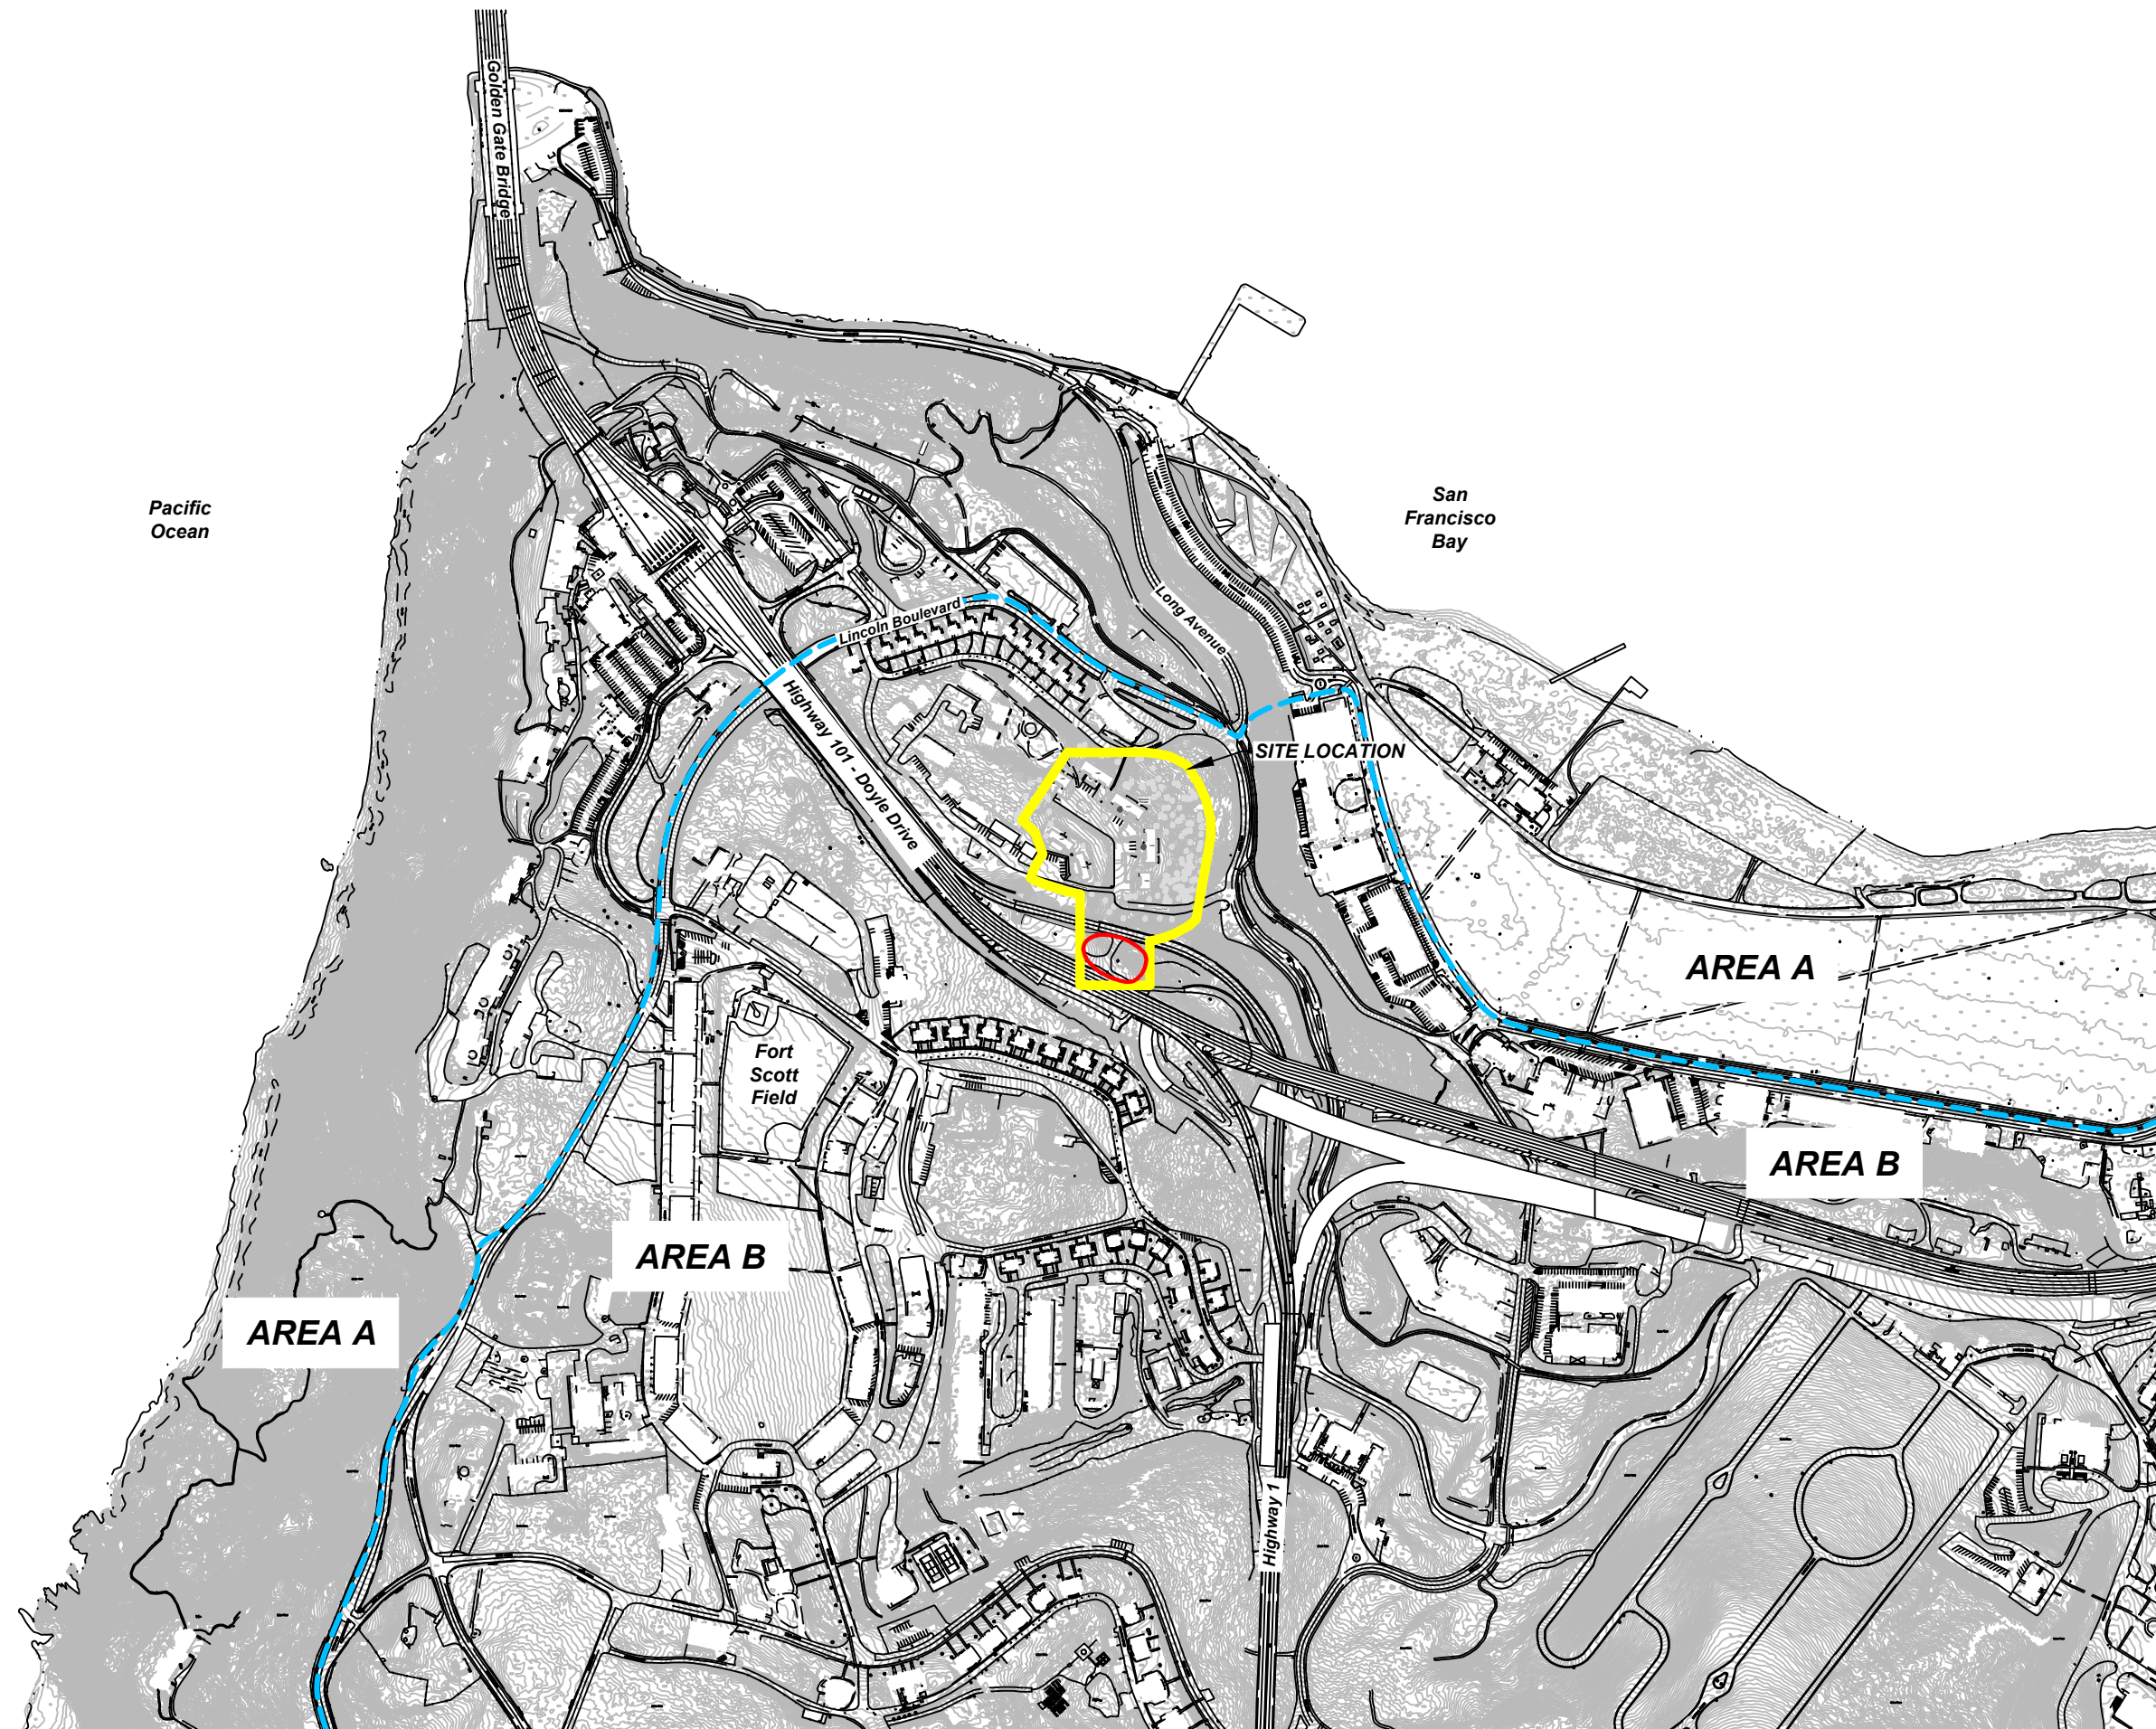 Golden Gate Bridge
Pacific
Ocean
San
Francisco
Bay
Long Avenue
Lincoln Boulevard
Highway 101 - Doyle Drive
SITE LOCATION
AREA A
Fort
Scott
Field
AREA B
AREA B
AREA A
Highway 1